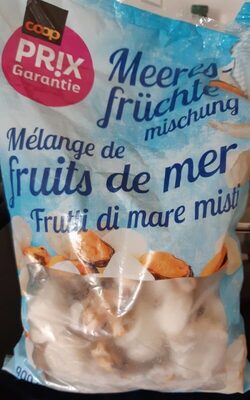 coop
PRIX
Garantie
Meeres-
früchte
mischung
Mélange de
fruits de mer
Frutti di mare misti